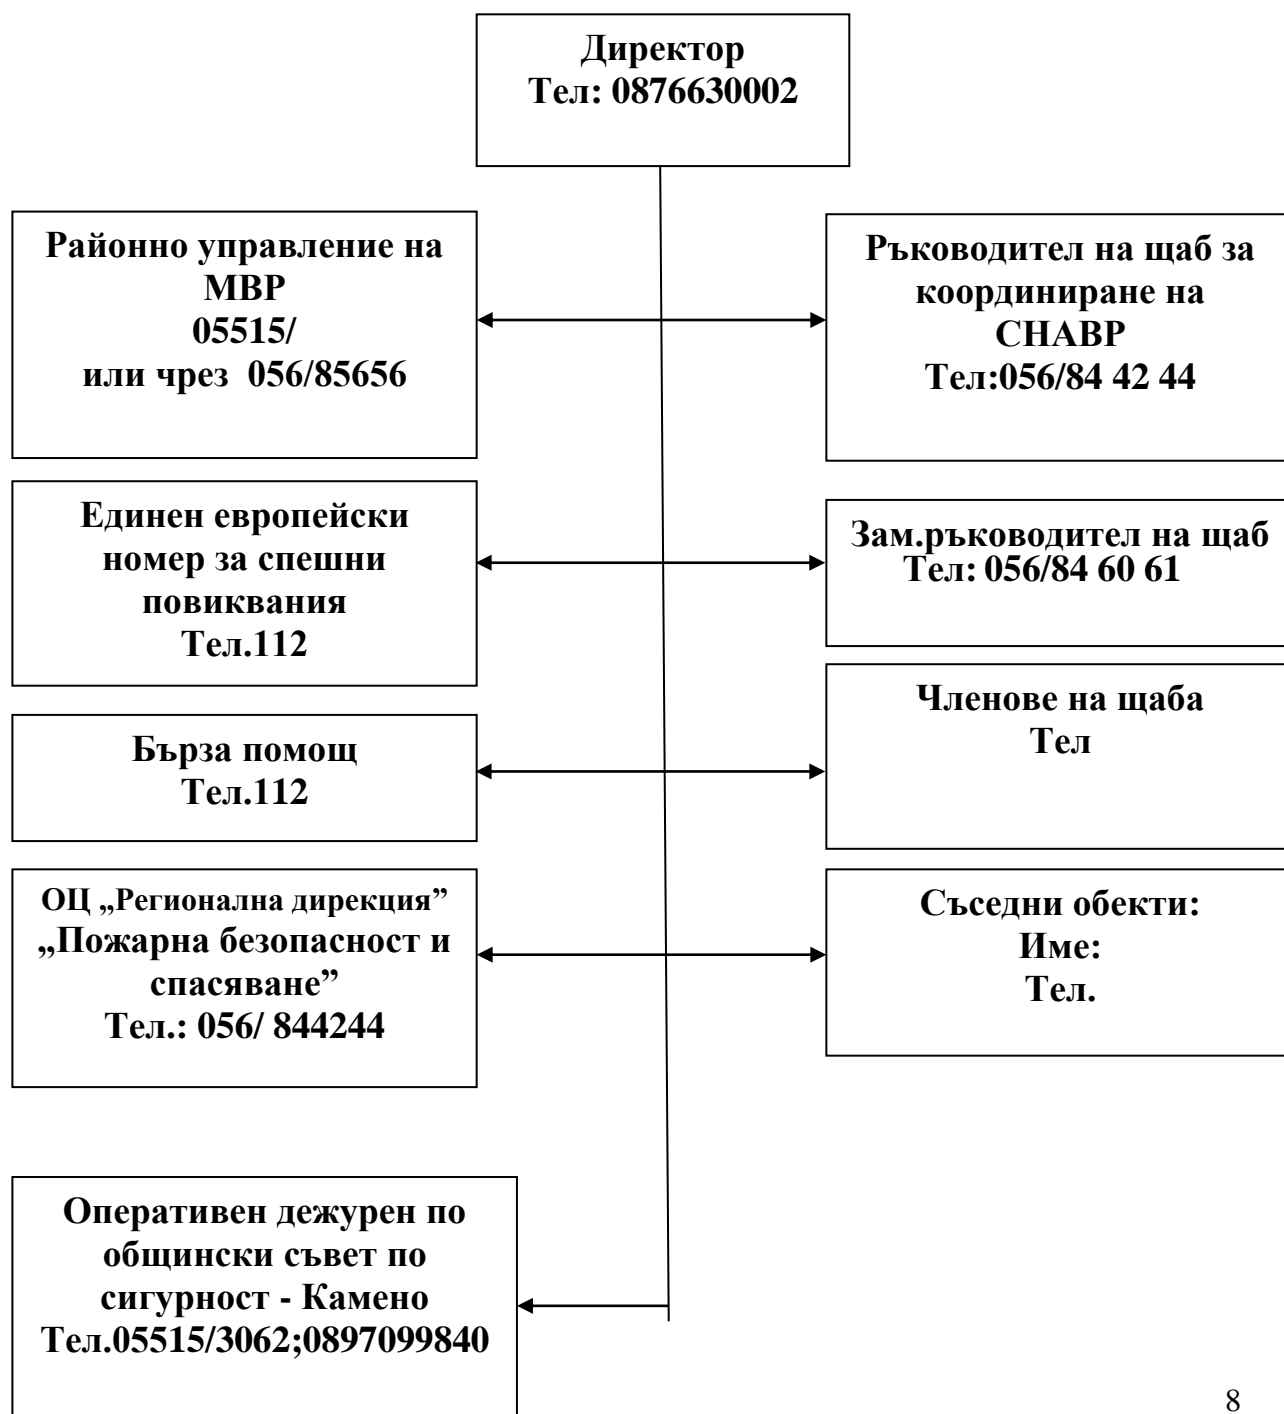 Директор
Тел: 0876630002
Районно управление на
МВР
05515/
или чрез 056/85656
Ръководител на щаб за
координиране на
СНАВР
Тел:056/84 42 44
Единен европейски
номер за спешни
повиквания
Тел.112
Зам.ръководител на щаб
Тел: 056/84 60 61
Бърза помощ
Тел.112
Членове на щаба
Тел
ОЦ „Регионална дирекция”
„Пожарна безопасност и
спасяване”
Тел.: 056/ 844244
Съседни обекти:
Име:
Тел.
Оперативен дежурен по
общински съвет по
сигурност - Камено
Тел.05515/3062;0897099840
8